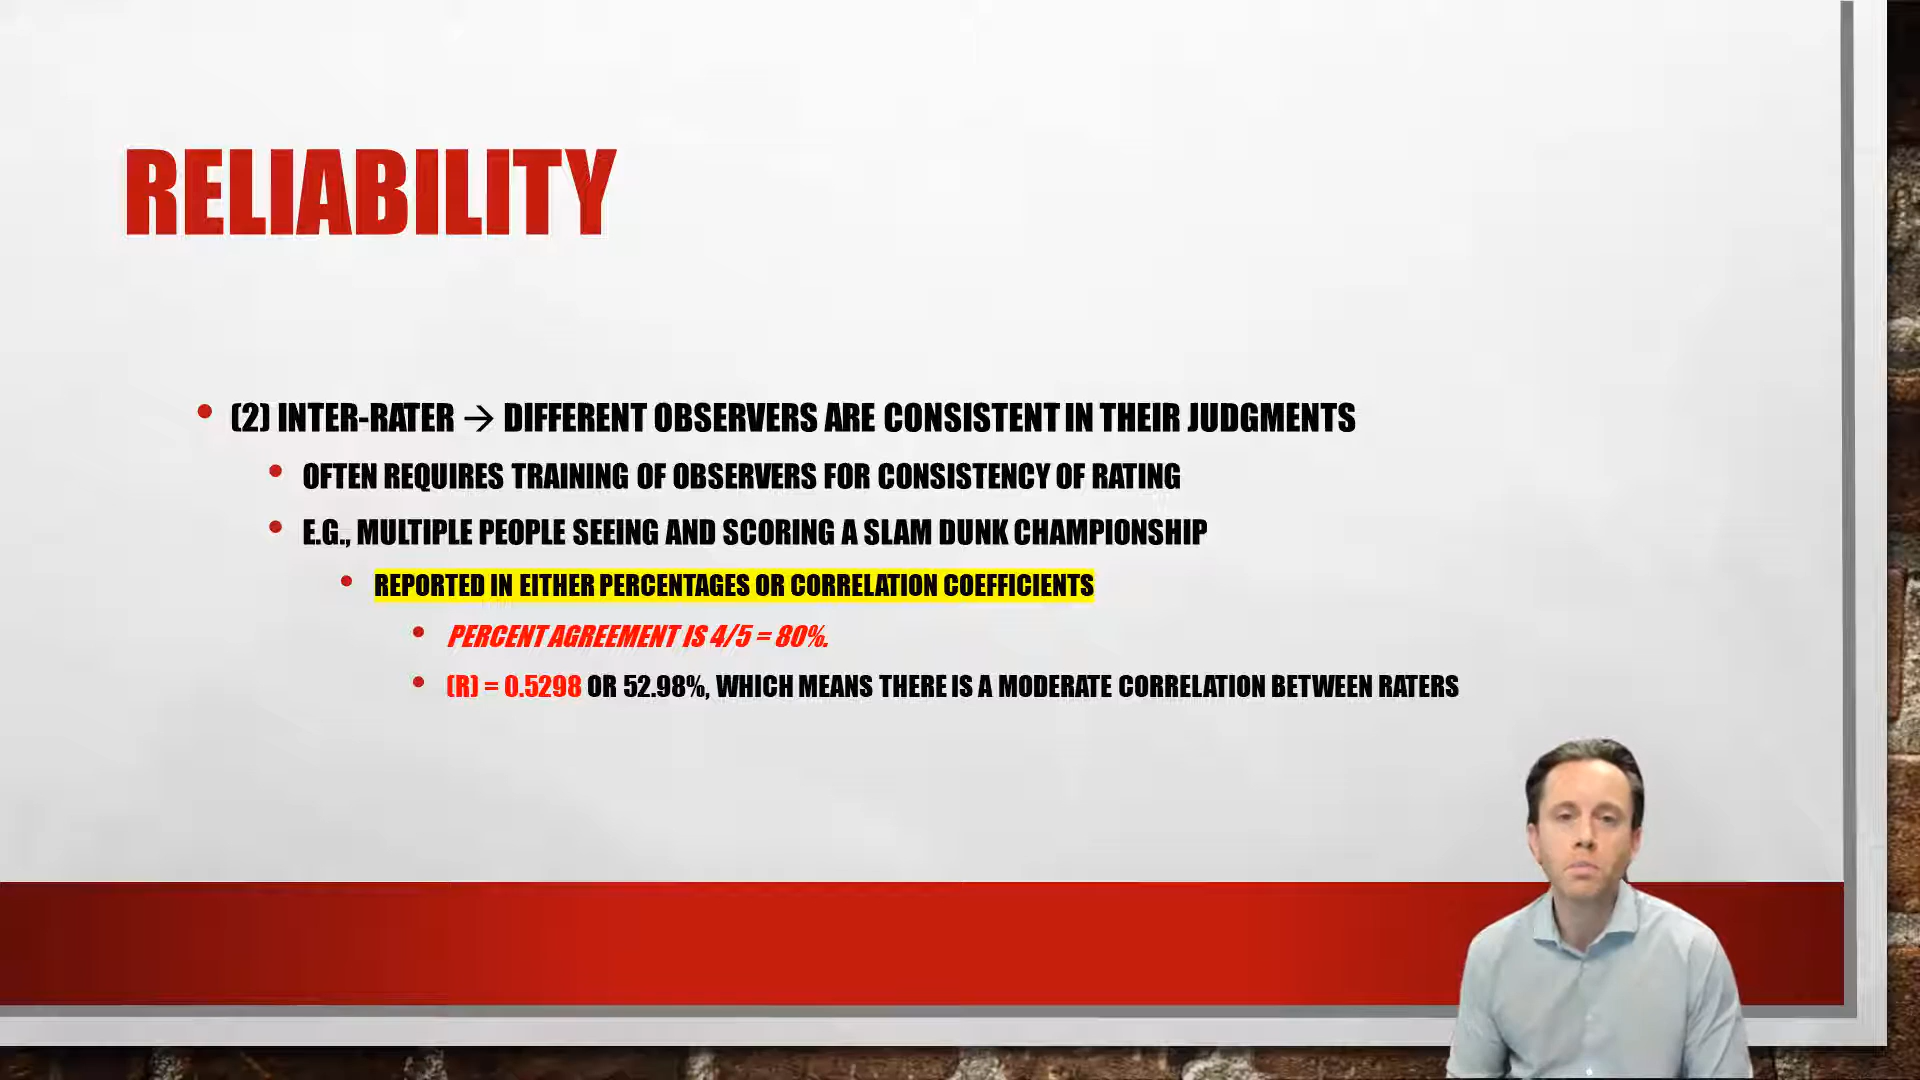 RELIABILITY
• (2) INTER-RATER → DIFFERENT OBSERVERS ARE CONSISTENT IN THEIR JUDGMENTS
• OFTEN REQUIRES TRAINING OF OBSERVERS FOR CONSISTENCY OF RATING
• E.G., MULTIPLE PEOPLE SEEING AND SCORING A SLAM DUNK CHAMPIONSHIP
• REPORTED IN EITHER PERCENTAGES OR CORRELATION COEFFICIENTS
• PERCENT AGREEMENT IS 4/5 = 80%.
• (R) = 0.5298 OR 52.98%, WHICH MEANS THERE IS A MODERATE CORRELATION BETWEEN RATERS